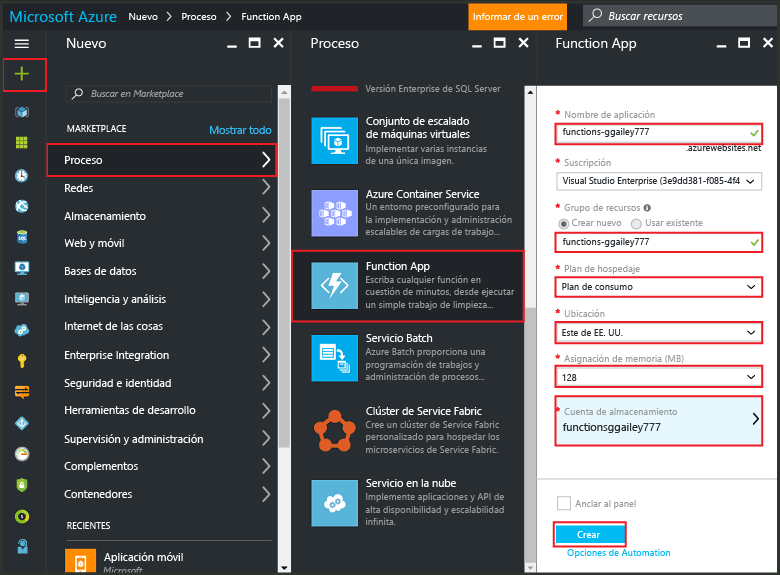 Microsoft Azure Nuevo Proceso Function App
Informar de un error
Buscar recursos
Nuevo
Buscar en Marketplace
MARKETPLACE
Mostrar todo
Proceso
Redes
Almacenamiento
Web y móvil
Bases de datos
Inteligencia y análisis
Internet de las cosas
Enterprise Integration
Seguridad e identidad
Herramientas de desarrollo
Supervisión y administración
Complementos
Contenedores
RECIENTES
Aplicación móvil
Microsoft
Proceso
Versión Enterprise de SQL Server
Conjunto de escalado
de máquinas virtuales
Implementar varias instancias
de una única imagen.
Azure Container Service
Un entorno preconfigurado para
la implementación y administración
escalables de cargas de trabajo...
Function App
Escriba cualquier función en
cuestión de minutos, desde ejecutar
un simple trabajo de limpieza...
Servicio Batch
Azure Batch proporciona una
programación de trabajos y
administración de procesos...
Clúster de Service Fabric
Cree un clúster de Service Fabric
personalizado para hospedar los
microservicios de Service Fabric.
Servicio en la nube
Implemente aplicaciones y API de
alta disponibilidad y escalabilidad
infinita.
Function App
* Nombre de aplicación
functions-ggailey777
.azurewebsites.net
* Suscripción
Visual Studio Enterprise (3e9dd381-f085-4f4
* Grupo de recursos
Crear nuevo Usar existente
functions-ggailey777
* Plan de hospedaje
Plan de consumo
* Ubicación
Este de EE. UU.
* Asignación de memoria (MB)
128
* Cuenta de almacenamiento
functionsggailey777
Anclar al panel
Crear
Opciones de Automation